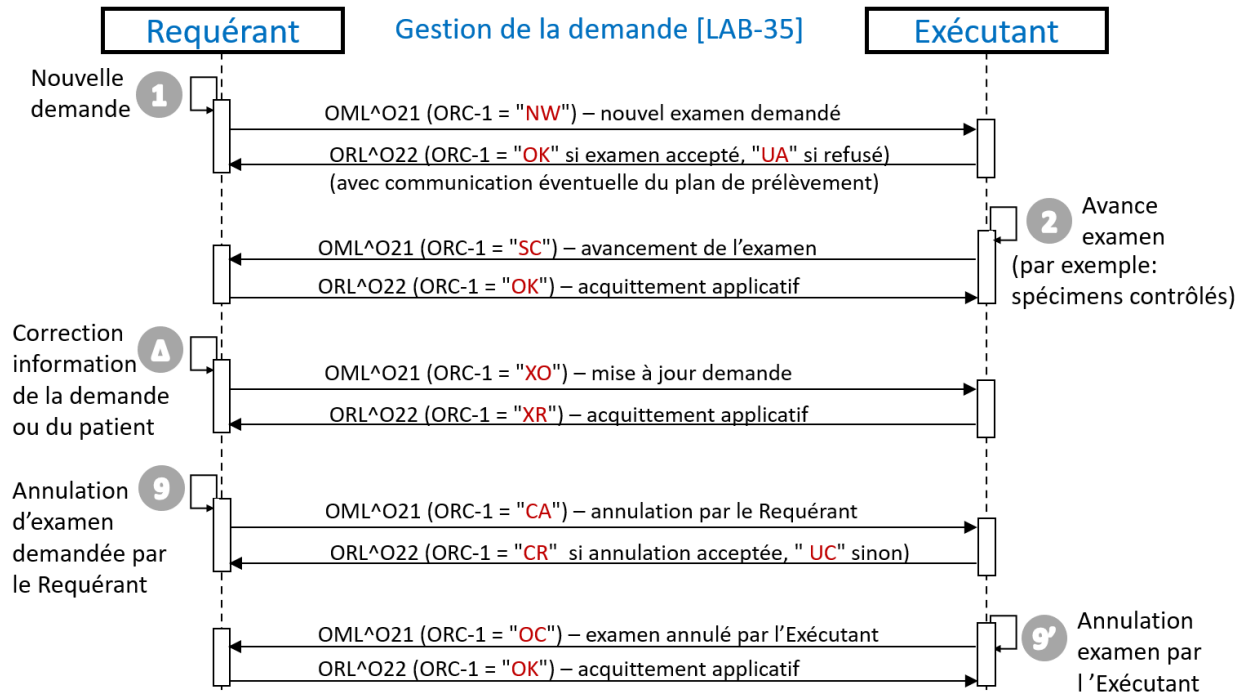 Requérant
Gestion de la demande [LAB-35]
Exécutant
Nouvelle
demande
1
OML^O21 (ORC-1 = "NW") – nouvel examen demandé
ORL^O22 (ORC-1 = "OK" si examen accepté, "UA" si refusé)
(avec communication éventuelle du plan de prélèvement)
2
Avance
examen
(par exemple:
spécimens contrôlés)
OML^O21 (ORC-1 = "SC") – avancement de l’examen
ORL^O22 (ORC-1 = "OK") – acquittement applicatif
Correction
information
de la demande
ou du patient
Δ
OML^O21 (ORC-1 = "XO") – mise à jour demande
ORL^O22 (ORC-1 = "XR") – acquittement applicatif
Annulation
d’examen
demandée par
le Requérant
9
OML^O21 (ORC-1 = "CA") – annulation par le Requérant
ORL^O22 (ORC-1 = "CR" si annulation acceptée, " UC" sinon)
OML^O21 (ORC-1 = "OC") – examen annulé par l’Exécutant
ORL^O22 (ORC-1 = "OK") – acquittement applicatif
9’
Annulation
examen par
l ’Exécutant